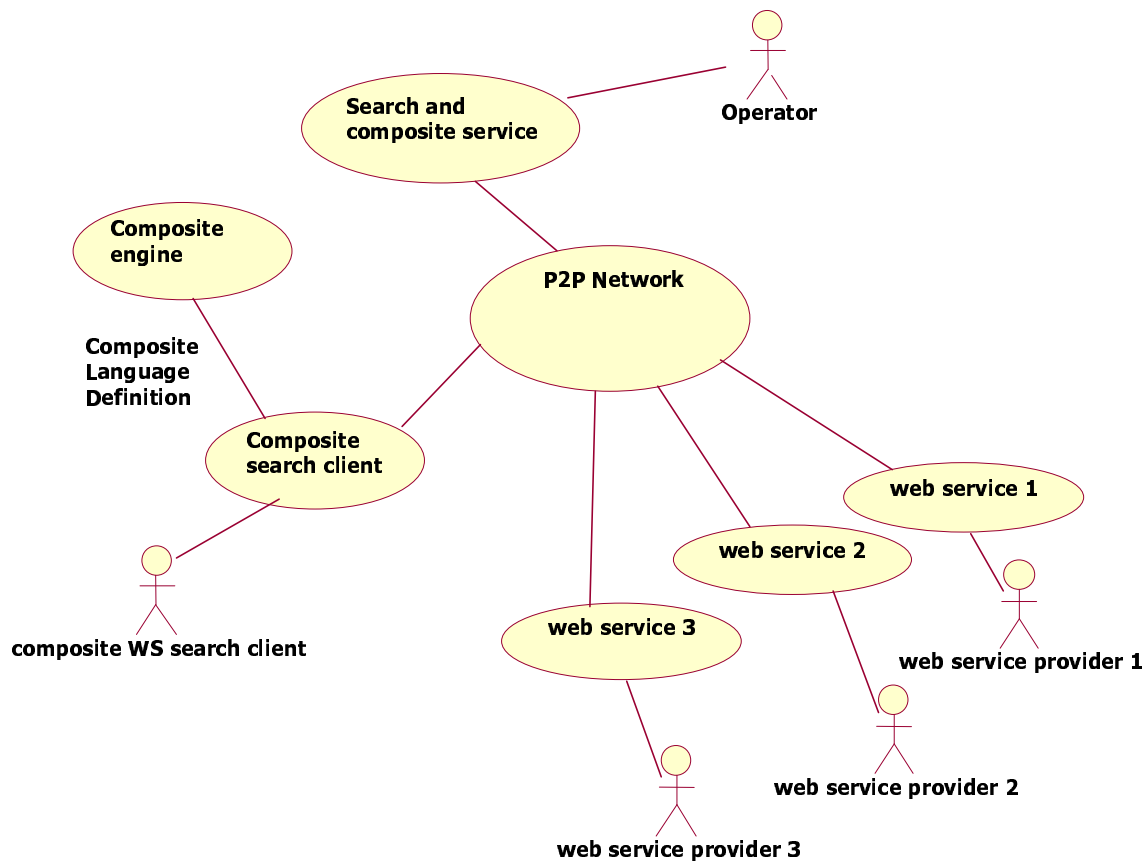 Operator
Search and
composite service
Composite
engine
P2P Network
Composite
Language
Definition
Composite
search client
web service 1
web service 2
web service 3
composite WS search client
web service provider 1
web service provider 2
web service provider 3